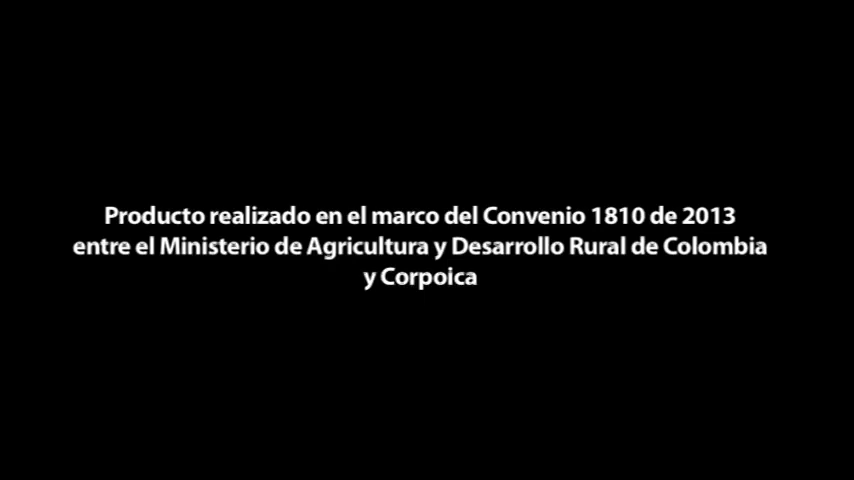 Producto realizado en el marco del Convenio 1810 de 2013
entre el Ministerio de Agricultura y Desarrollo Rural de Colombia
y Corpoica